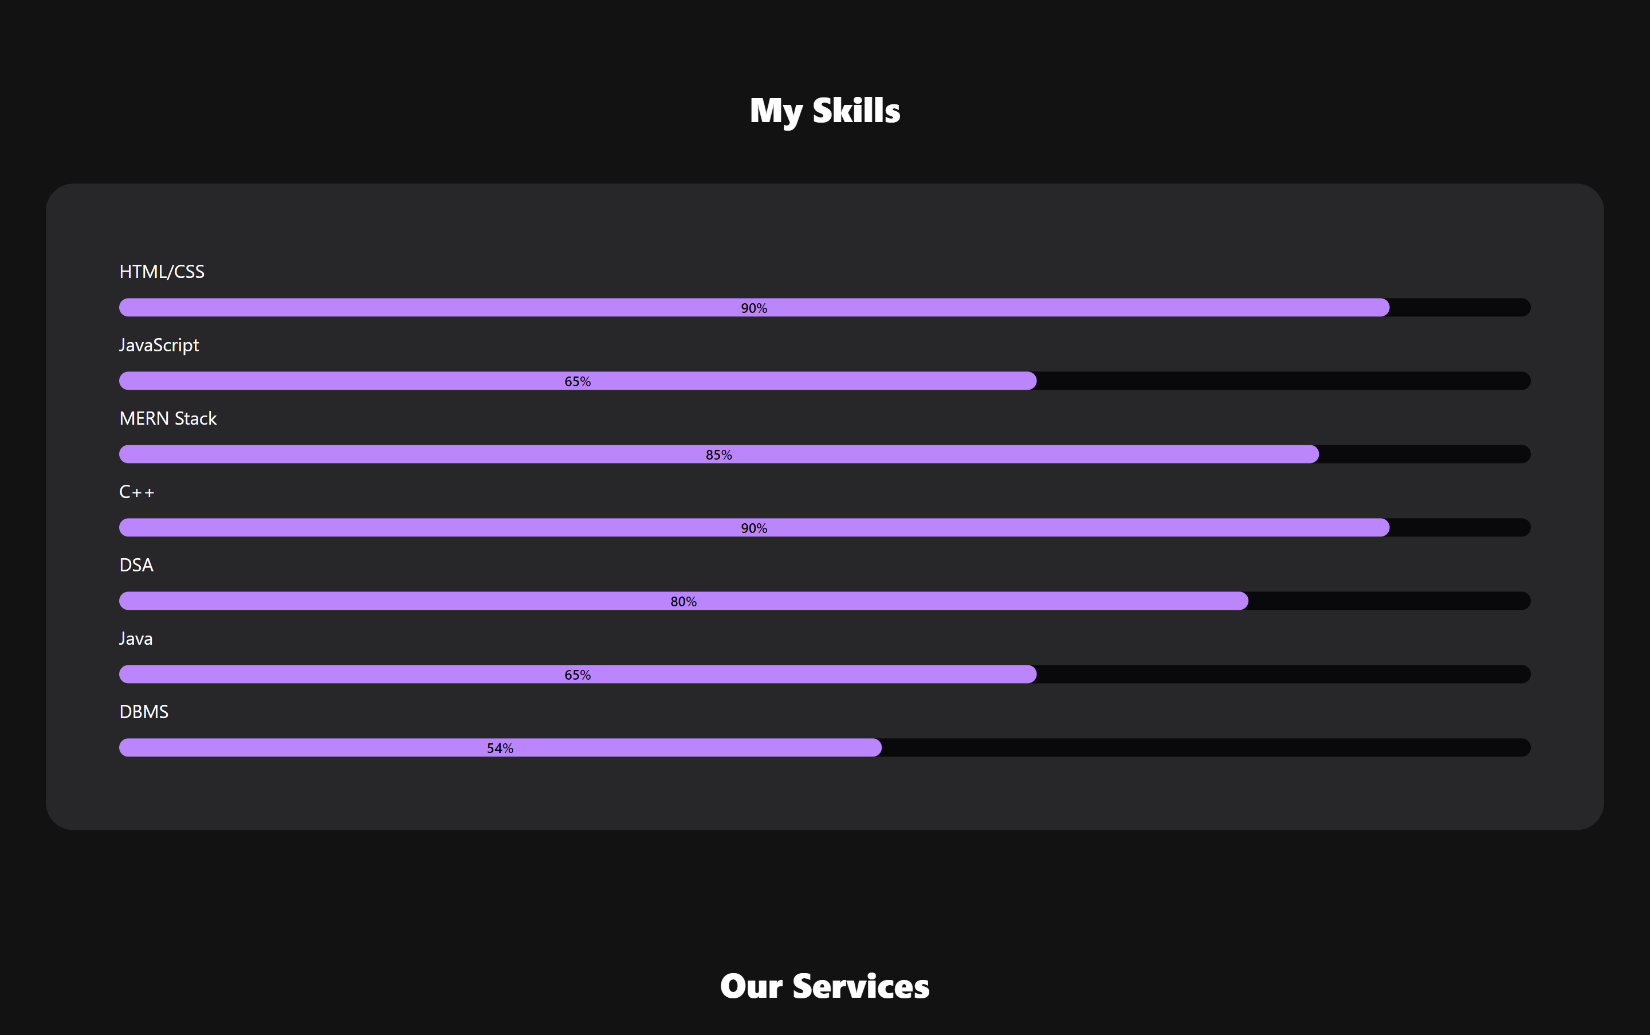 My Skills
HTML/CSS
90%
JavaScript
65%
MERN Stack
85%
C++
90%
DSA
80%
Java
65%
DBMS
54%
Our Services